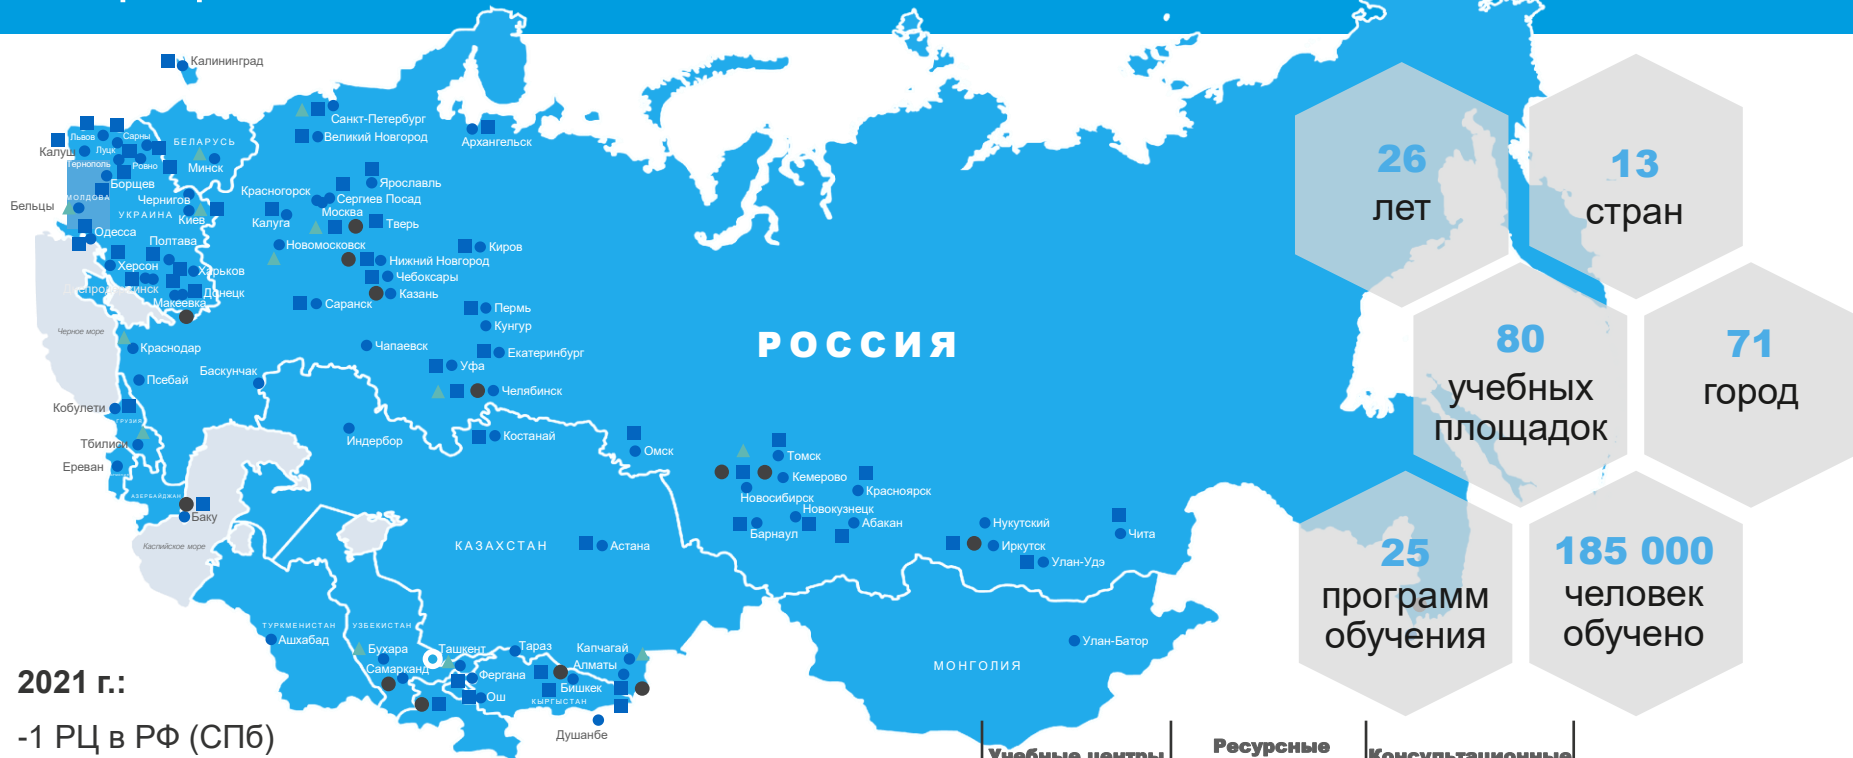 Калининград
Санкт-Петербург
Великий Новгород
Архангельск
Львов
Сарны
БЕЛАРУСЬ
Калуш
Луцк
Минск
Тернополь
Ровно
Борщев
Ярославль
Красногорск
Сергиев Посад
МОЛДОВА
Чернигов
Бельцы
УКРАИНА
Киев
Москва
Калуга
Тверь
Одесса
Полтава
Новомосковск
Киров
Нижний Новгород
Херсон
Харьков
Чебоксары
Донецк
Казань
Макеевка
Саранск
Пермь
Черное море
Кунгур
Краснодар
Чапаевск
Екатеринбург
РОССИЯ
Баскунчак
Уфа
Псебай
Челябинск
Кобулети
ГРУЗИЯ
Индербор
Костанай
Тбилиси
Омск
Томск
Ереван
Кемерово
АЗЕРБАЙДЖАН
Новосибирск
Красноярск
Новокузнецк
Баку
Барнаул
Абакан
Нукутский
Чита
Каспийское море
КАЗАХСТАН
Астана
Иркутск
Улан-Удэ
ТУРКМЕНИСТАН
УЗБЕКИСТАН
Ашхабад
Бухара
Ташкент
Тараз
Капчагай
Улан-Батор
Самарканд
Алматы
МОНГОЛИЯ
Фергана
Бишкек
Ош
КЫРГЫСТАН
Душанбе
26
лет
13
стран
80
учебных
площадок
71
город
25
программ
обучения
185 000
человек
обучено
2021 г.:
-1 РЦ в РФ (СПб)
Учебные центры
Ресурсные
Консультационные